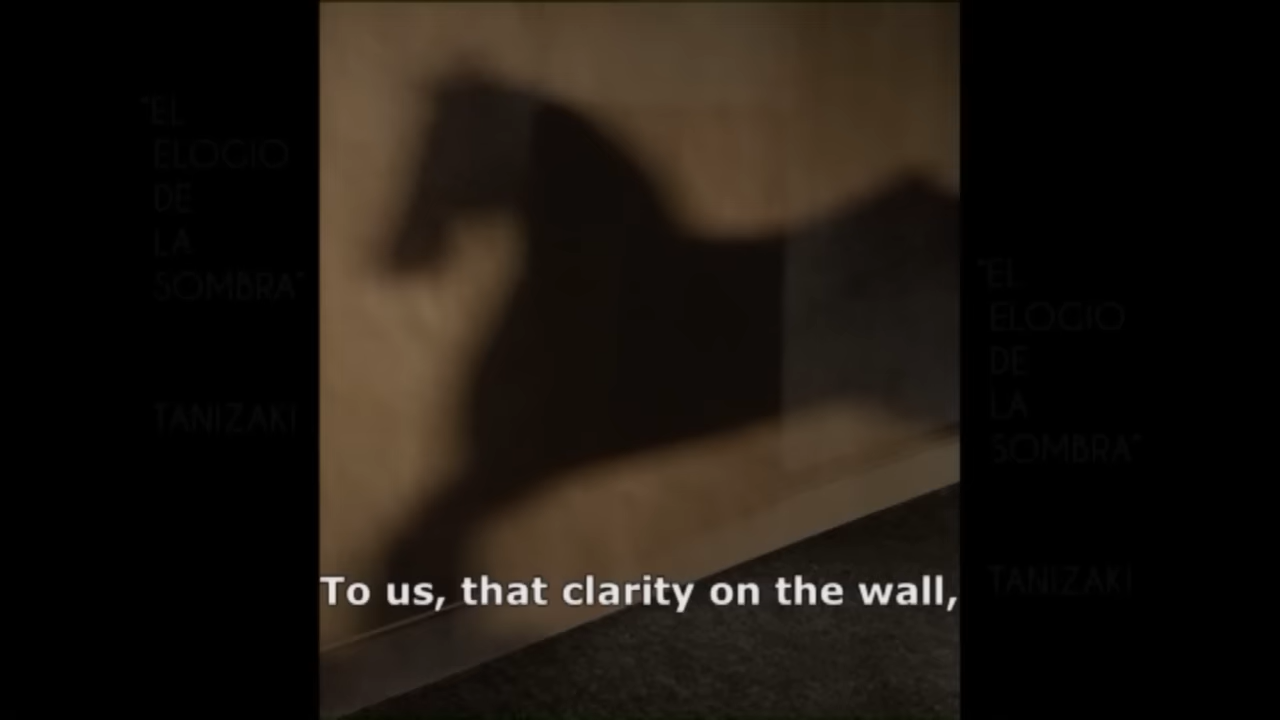 "EL
ELOGIO
DE
LA
SOMBRA"
TANIZAKI
To us, that clarity on the wall,
"EL
ELOGIO
DE
LA
SOMBRA"
TANIZAKI